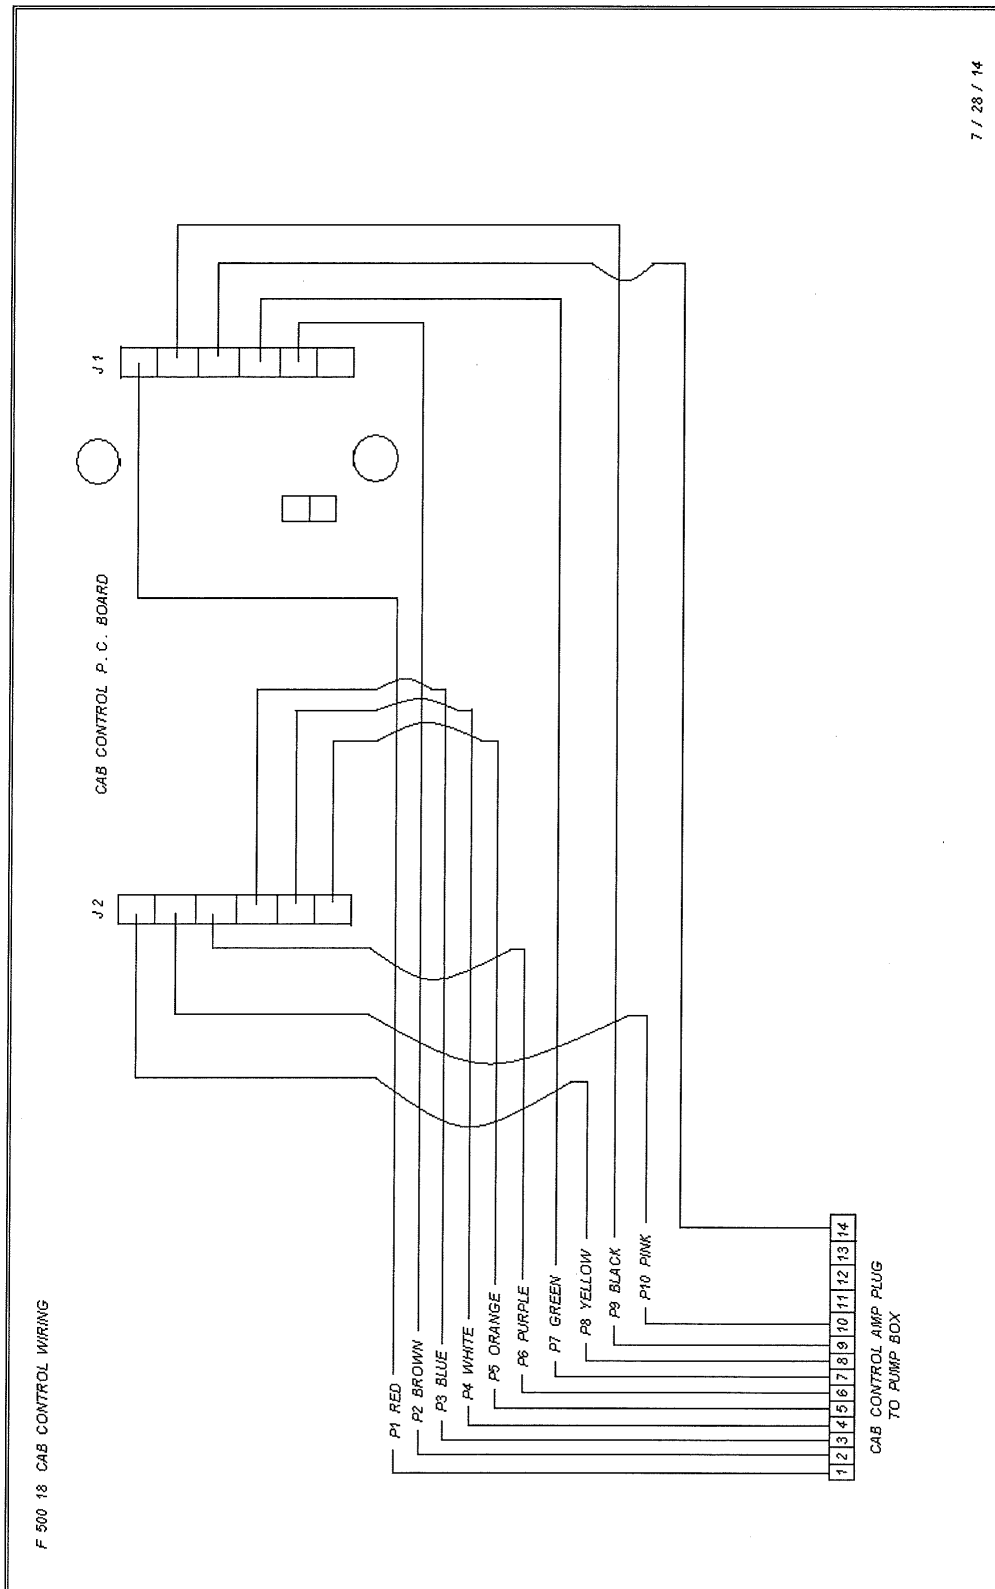 F 500 18 CAB CONTROL WIRING
J 2
CAB CONTROL P.C. BOARD
J 1
P1 RED
P2 BROWN
P3 BLUE
P4 WHITE
P5 ORANGE
P6 PURPLE
P7 GREEN
P8 YELLOW
P9 BLACK
P10 PINK
1 2 3 4 5 6 7 8 9 10 11 12 13 14
CAB CONTROL AMP PLUG
TO PUMP BOX
7 / 28 / 14